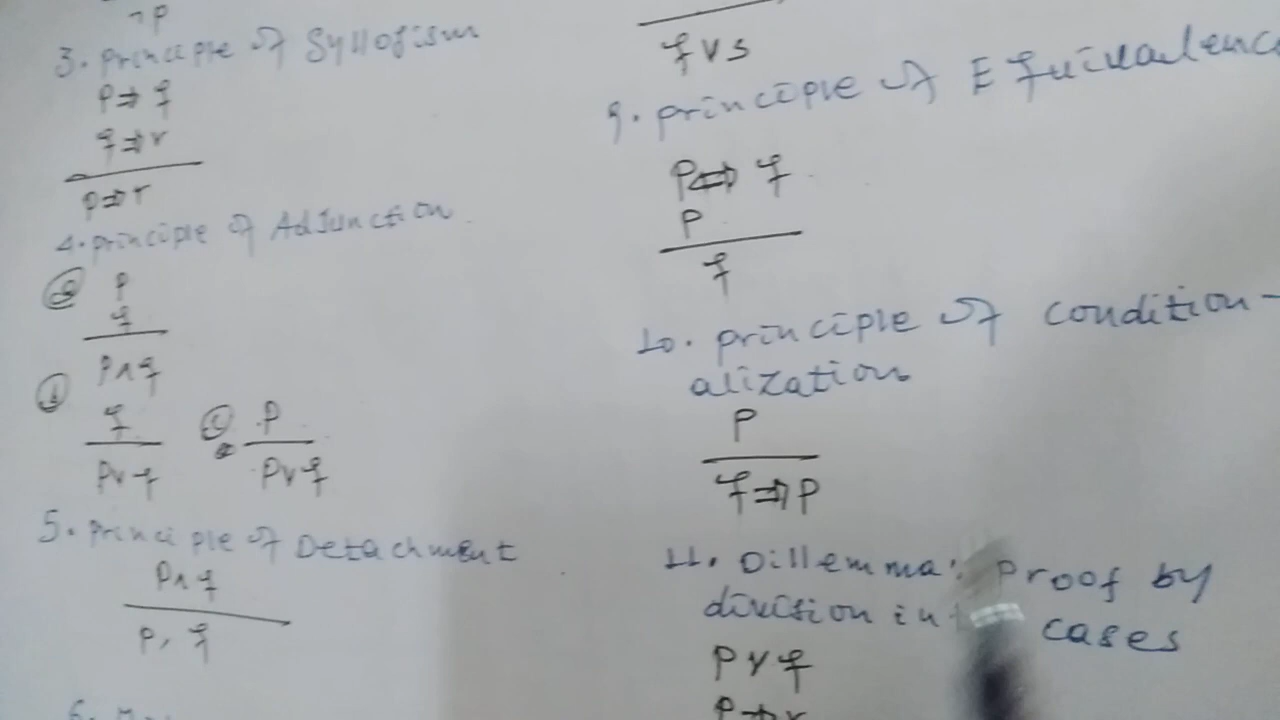 ¬p
3. principle of Syllogism
p⇒q
q⇒r
p⇒r
4. principle of Adjunction
ⓐ p
q
p∧q
ⓑ
q
p∨q
ⓒ p
p∨q
5. principle of Detachment
p∧q
p, q
q∨s
9. principle of Equivalence
p⇔q
p
q
10. principle of condition-
alization
p
q⇒p
11. Dillemma: proof by
division into cases
p∨q
p⇒r